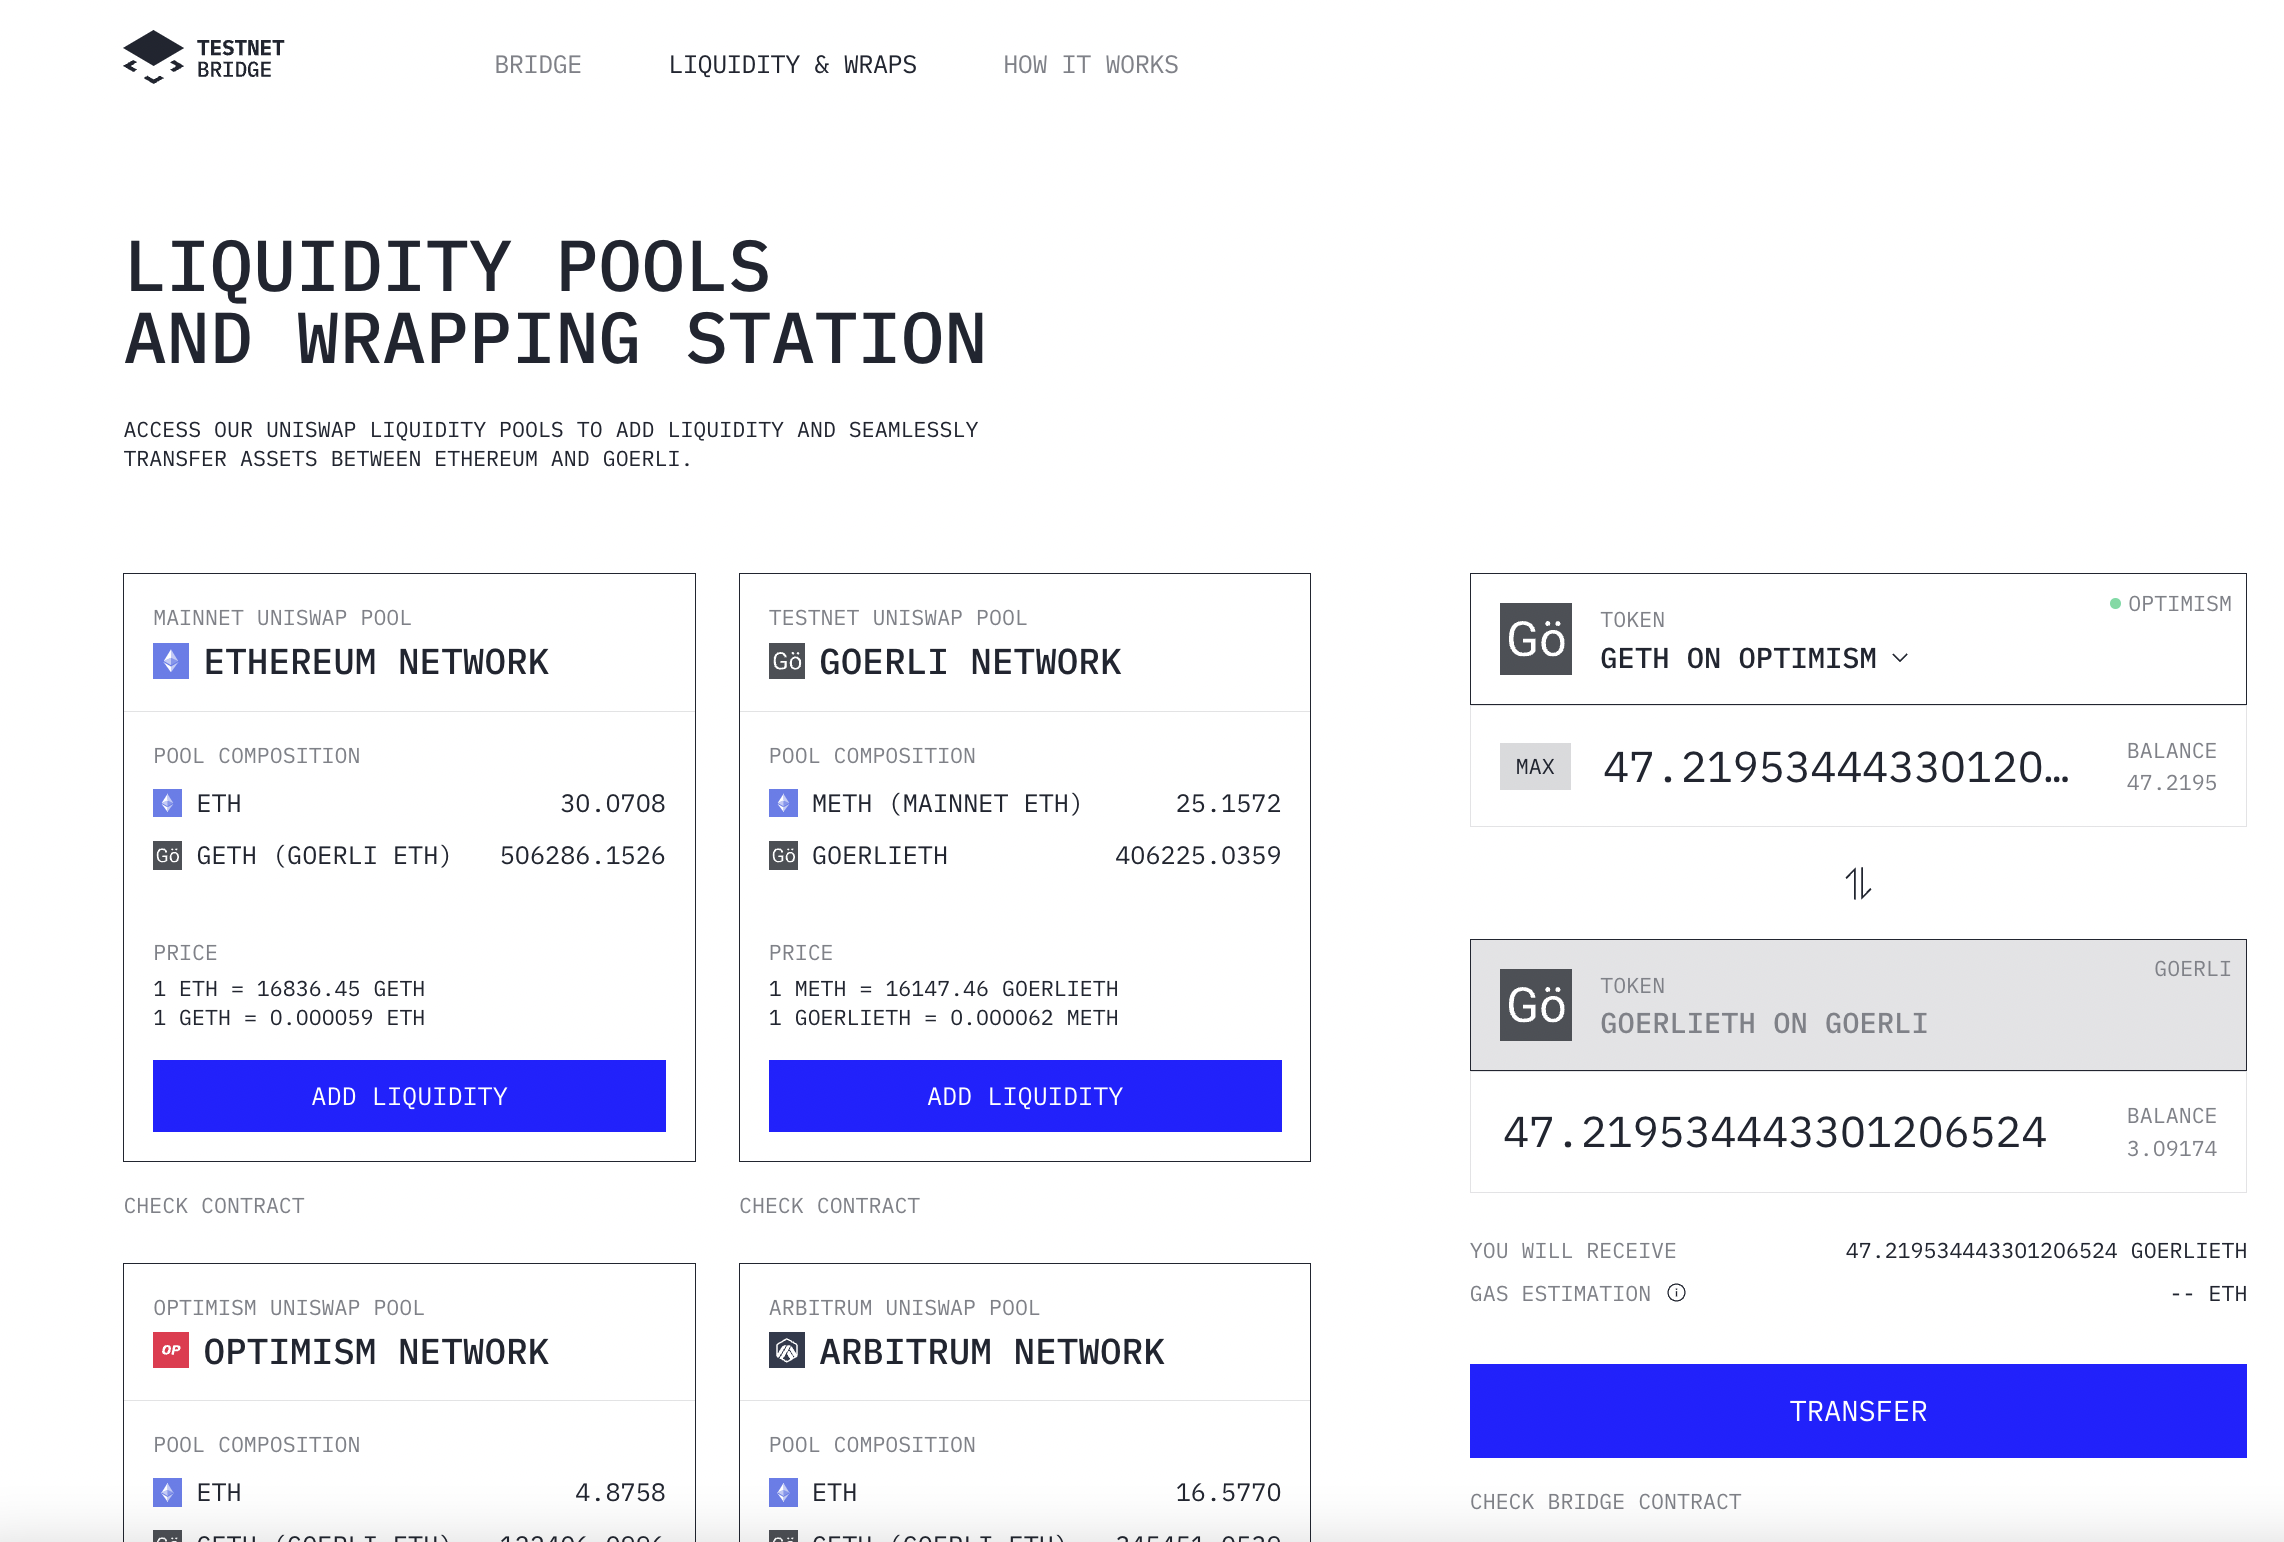 TESTNET
BRIDGE
BRIDGE
LIQUIDITY & WRAPS
HOW IT WORKS
LIQUIDITY POOLS
AND WRAPPING STATION
ACCESS OUR UNISWAP LIQUIDITY POOLS TO ADD LIQUIDITY AND SEAMLESSLY
TRANSFER ASSETS BETWEEN ETHEREUM AND GOERLI.
MAINNET UNISWAP POOL
ETHEREUM NETWORK
POOL COMPOSITION
ETH 30.0708
Gö GETH (GOERLI ETH) 506286.1526
PRICE
1 ETH = 16836.45 GETH
1 GETH = 0.000059 ETH
ADD LIQUIDITY
CHECK CONTRACT
TESTNET UNISWAP POOL
Gö GOERLI NETWORK
POOL COMPOSITION
METH (MAINNET ETH) 25.1572
Gö GOERLIETH 406225.0359
PRICE
1 METH = 16147.46 GOERLIETH
1 GOERLIETH = 0.000062 METH
ADD LIQUIDITY
CHECK CONTRACT
OPTIMISM UNISWAP POOL
OP OPTIMISM NETWORK
POOL COMPOSITION
ETH 4.8758
GETH (GOERLI ETH)
ARBITRUM UNISWAP POOL
ARBITRUM NETWORK
POOL COMPOSITION
ETH 16.5770
GETH (GOERLI ETH)
OPTIMISM
Gö
TOKEN
GETH ON OPTIMISM
MAX
47.21953444330120…
BALANCE
47.2195
GOERLI
Gö
TOKEN
GOERLIETH ON GOERLI
47.219534443301206524
BALANCE
3.09174
YOU WILL RECEIVE 47.219534443301206524 GOERLIETH
GAS ESTIMATION -- ETH
TRANSFER
CHECK BRIDGE CONTRACT